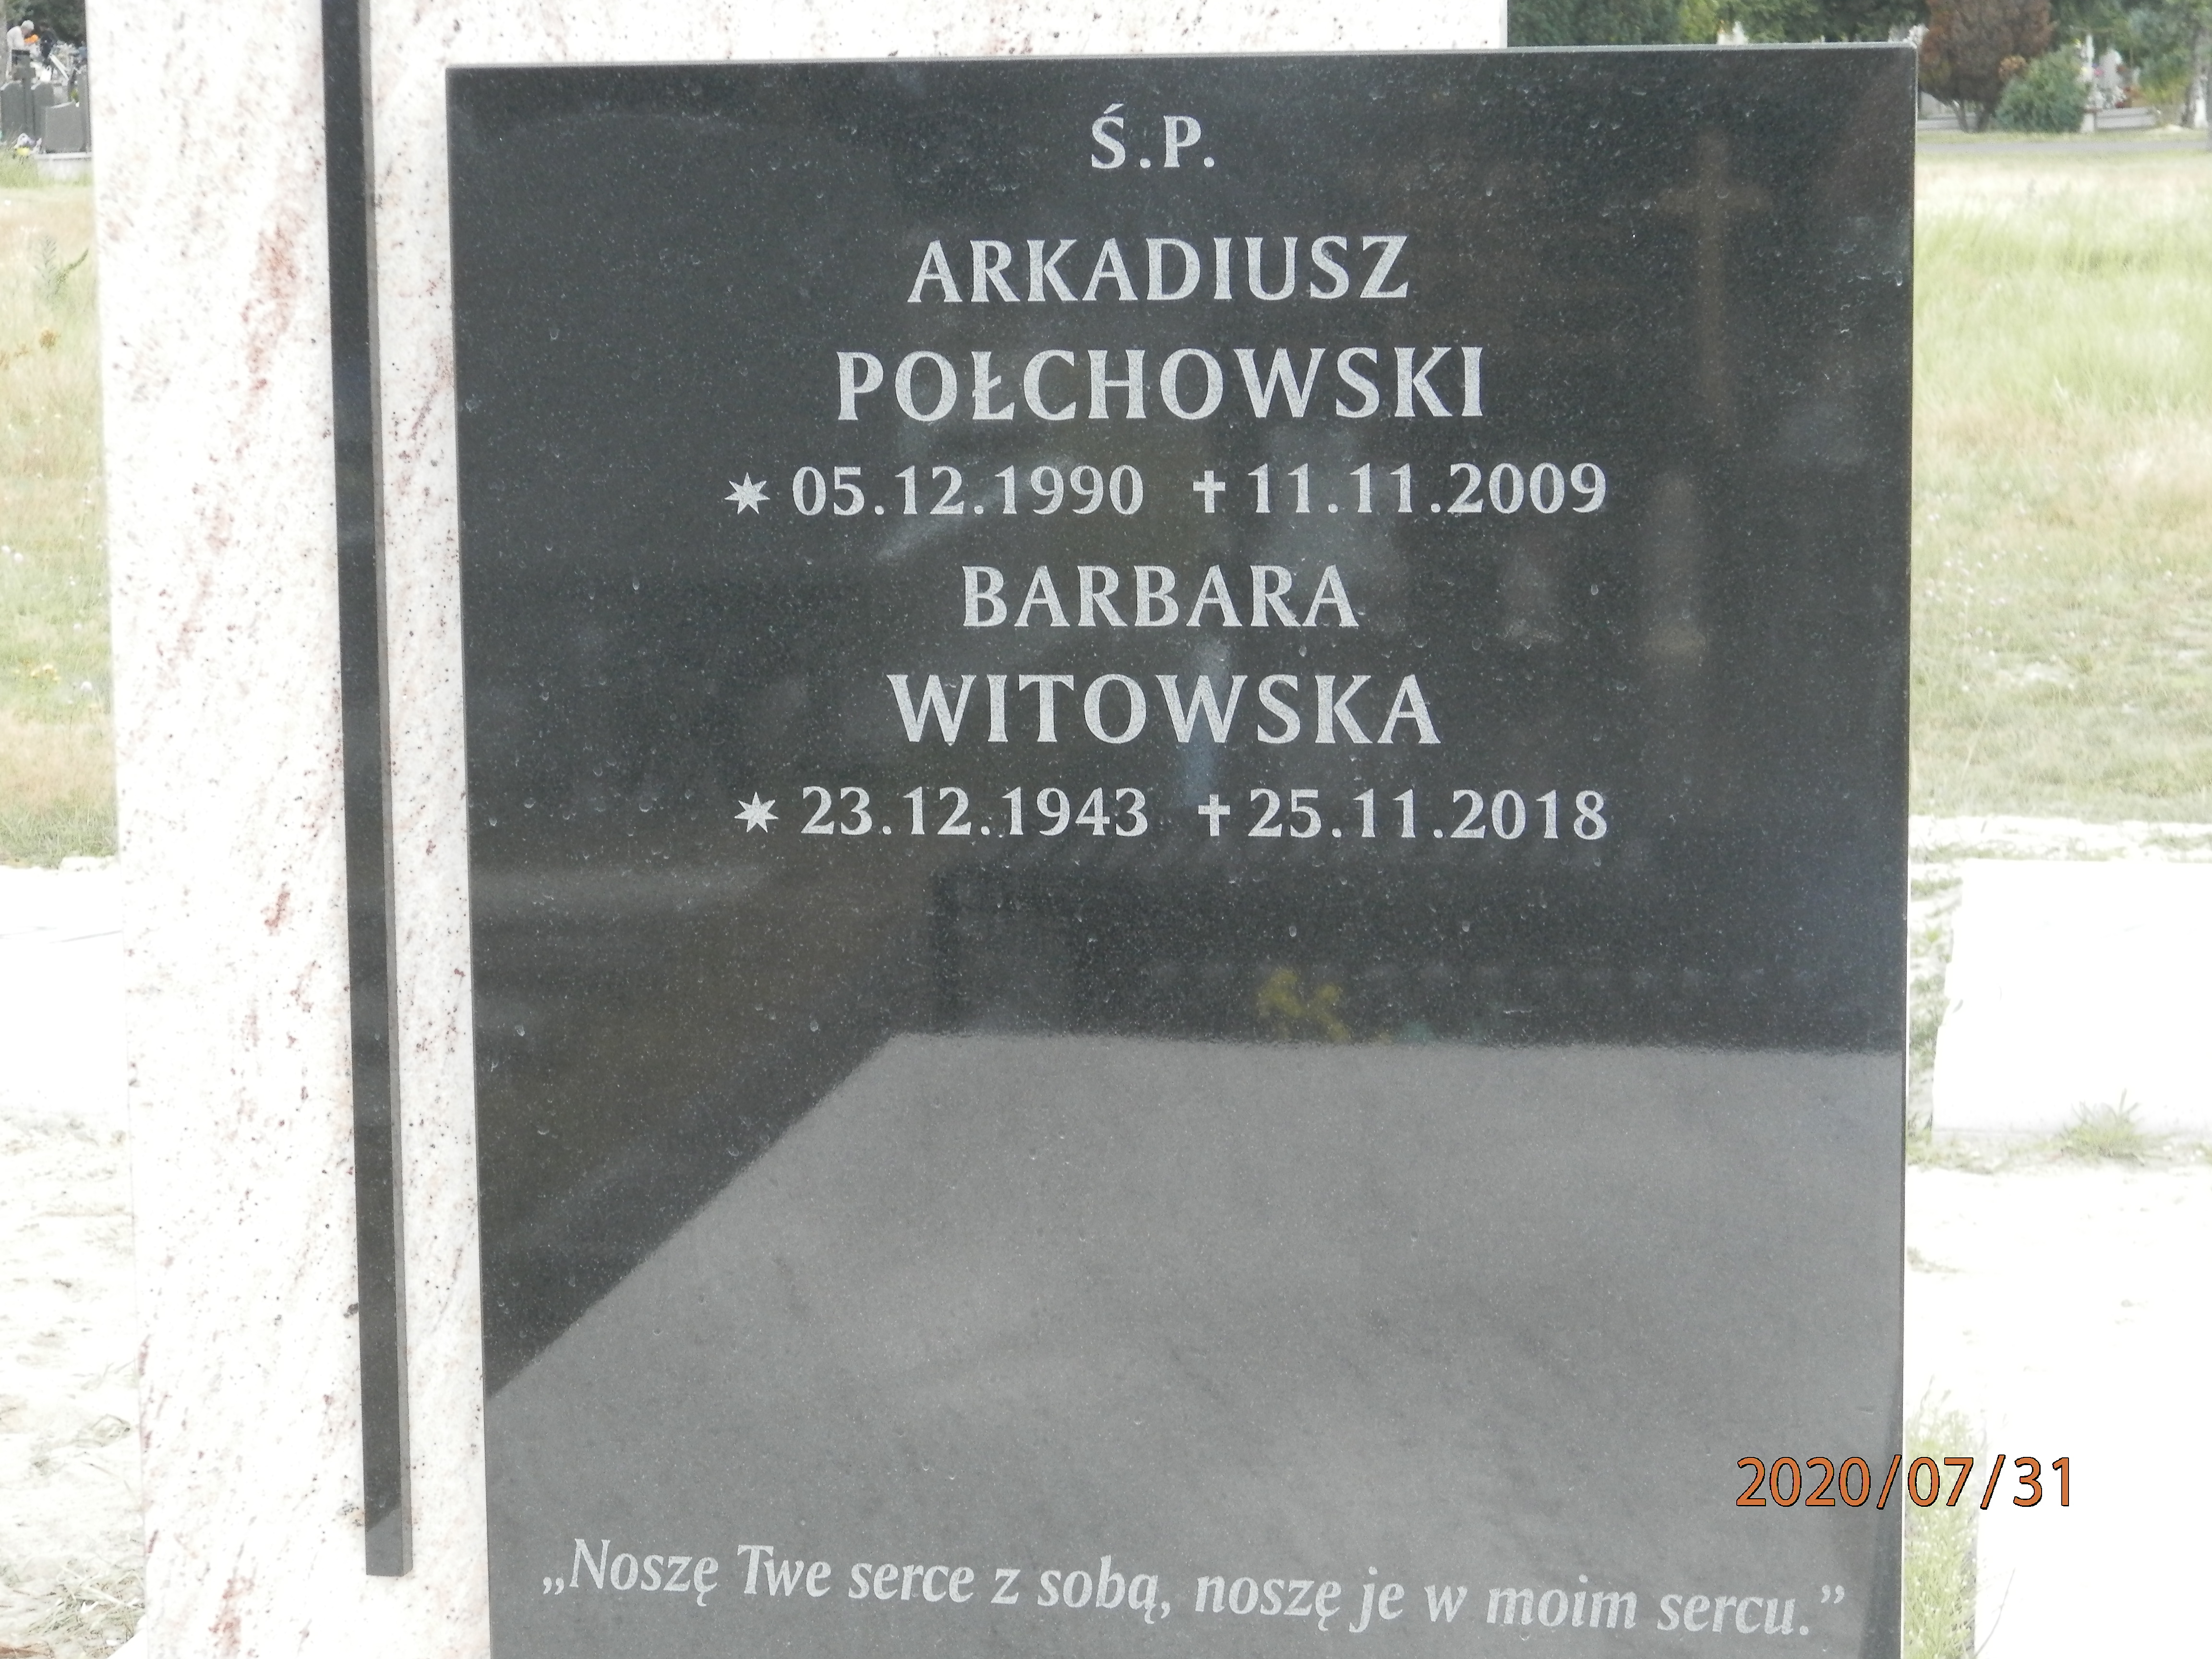 Ś.P.
ARKADIUSZ
POŁCHOWSKI
✶ 05.12.1990 ✝ 11.11.2009
BARBARA
WITOWSKA
✶ 23.12.1943 ✝ 25.11.2018
„Noszę Twe serce z sobą, noszę je w moim sercu.”
2020/07/31